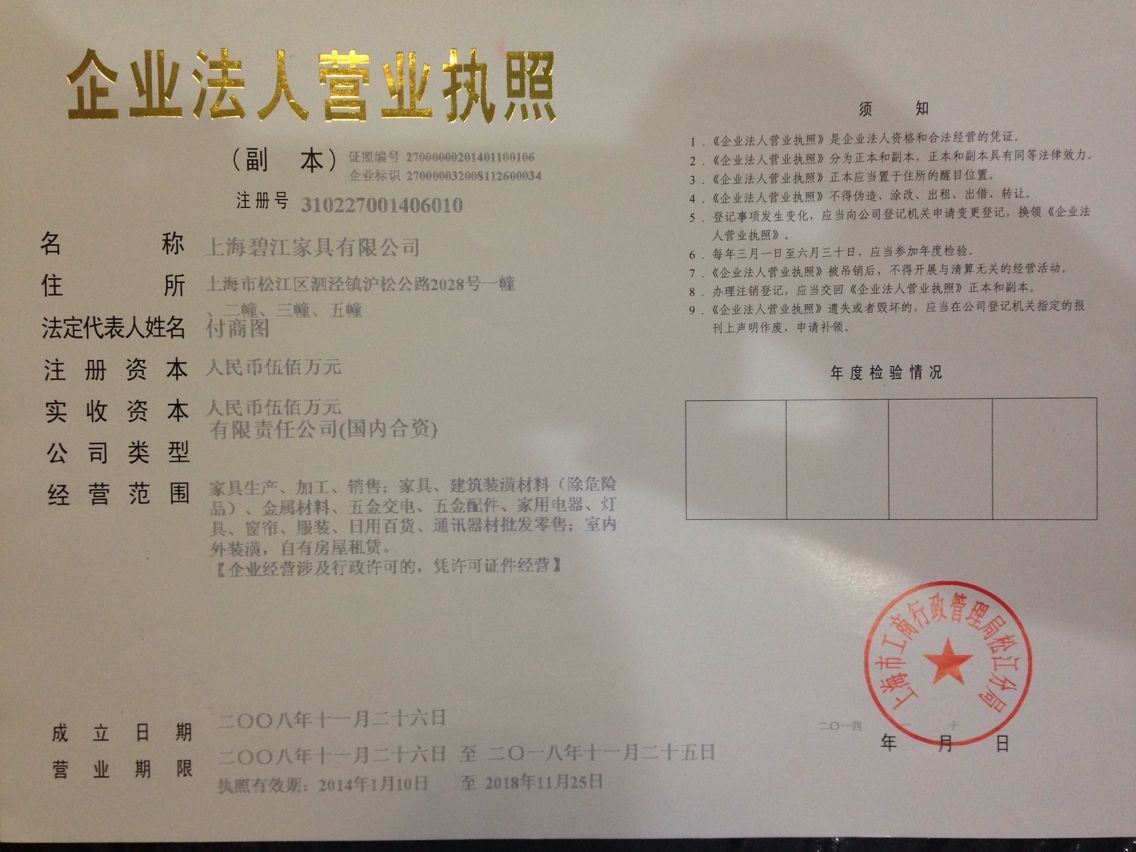 企业法人营业执照
（副 本）
证照编号 27000000201401100106
企业标识 270000032008112600034
注册号 310227001406010
名 称 上海碧江家具有限公司
住 所 上海市松江区泗泾镇沪松公路2028号一幢
、二幢、三幢、五幢
法定代表人姓名 付商图
注册资本 人民币伍佰万元
实收资本 人民币伍佰万元
公司类型 有限责任公司(国内合资)
经营范围 家具生产、加工、销售；家具、建筑装潢材料（除危险
品）、金属材料、五金交电、五金配件、家用电器、灯
具、窗帘、服装、日用百货、通讯器材批发零售；室内
外装潢，自有房屋租赁。
【企业经营涉及行政许可的，凭许可证件经营】
成立日期 二〇〇八年十一月二十六日
营业期限 二〇〇八年十一月二十六日 至 二〇一八年十一月二十五日
执照有效期：2014年1月10日 至 2018年11月25日
须 知
1．《企业法人营业执照》是企业法人资格和合法经营的凭证。
2．《企业法人营业执照》分为正本和副本，正本和副本具有同等法律效力。
3．《企业法人营业执照》正本应当置于住所的醒目位置。
4．《企业法人营业执照》不得伪造、涂改、出租、出借、转让。
5．登记事项发生变化，应当向公司登记机关申请变更登记，换领《企业法
人营业执照》。
6．每年三月一日至六月三十日，应当参加年度检验。
7．《企业法人营业执照》被吊销后，不得开展与清算无关的经营活动。
8．办理注销登记，应当交回《企业法人营业执照》正本和副本。
9．《企业法人营业执照》遗失或者毁坏的，应当在公司登记机关指定的报
刊上声明作废，申请补领。
年度检验情况
上海市工商行政管理局松江分局
二〇一四 一 十
年 月 日